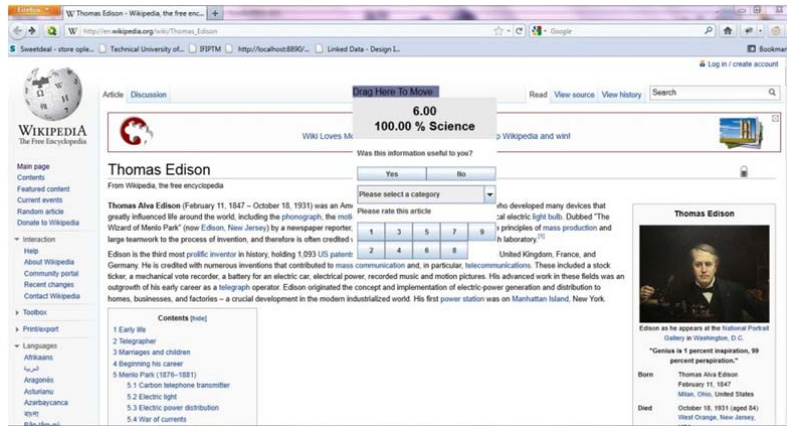 Firefox
Thomas Edison - Wikipedia, the free enc...
http://en.wikipedia.org/wiki/Thomas_Edison
Google
Sweetdeal - store ople...
Technical University of...
IFIPTM
http://localhost:8890/...
Linked Data - Design I...
Bookmar
Log in / create account
Article
Discussion
Drag Here To Move
Read
View source
View history
Search
6.00
100.00 % Science
WIKIPEDIA
The Free Encyclopedia
Wiki Loves M
p Wikipedia and win!
Was this information useful to you?
Yes
No
Please select a category
Please rate this article
1
3
5
7
9
2
4
6
8
Main page
Contents
Featured content
Current events
Random article
Donate to Wikipedia
Interaction
Help
About Wikipedia
Community portal
Recent changes
Contact Wikipedia
Toolbox
Print/export
Languages
Afrikaans
العربية
Aragonés
Asturianu
Azərbaycanca
বাংলা
Thomas Edison
From Wikipedia, the free encyclopedia
Thomas Alva Edison (February 11, 1847 – October 18, 1931) was an Ame who developed many devices that
greatly influenced life around the world, including the phonograph, the moti cal electric light bulb. Dubbed "The
Wizard of Menlo Park" (now Edison, New Jersey) by a newspaper reporter, principles of mass production and
large teamwork to the process of invention, and therefore is often credited h laboratory.[1]
Edison is the third most prolific inventor in history, holding 1,093 US patents United Kingdom, France, and
Germany. He is credited with numerous inventions that contributed to mass communication and, in particular, telecommunications. These included a stock
ticker, a mechanical vote recorder, a battery for an electric car, electrical power, recorded music and motion pictures. His advanced work in these fields was an
outgrowth of his early career as a telegraph operator. Edison originated the concept and implementation of electric-power generation and distribution to
homes, businesses, and factories – a crucial development in the modern industrialized world. His first power station was on Manhattan Island, New York.
Contents [hide]
1 Early life
2 Telegrapher
3 Marriages and children
4 Beginning his career
5 Menlo Park (1876–1881)
5.1 Carbon telephone transmitter
5.2 Electric light
5.3 Electric power distribution
5.4 War of currents
Thomas Edison
Edison as he appears at the National Portrait
Gallery in Washington, D.C.
"Genius is 1 percent inspiration, 99
percent perspiration."
Born
Thomas Alva Edison
February 11, 1847
Milan, Ohio, United States
Died
October 18, 1931 (aged 84)
West Orange, New Jersey,